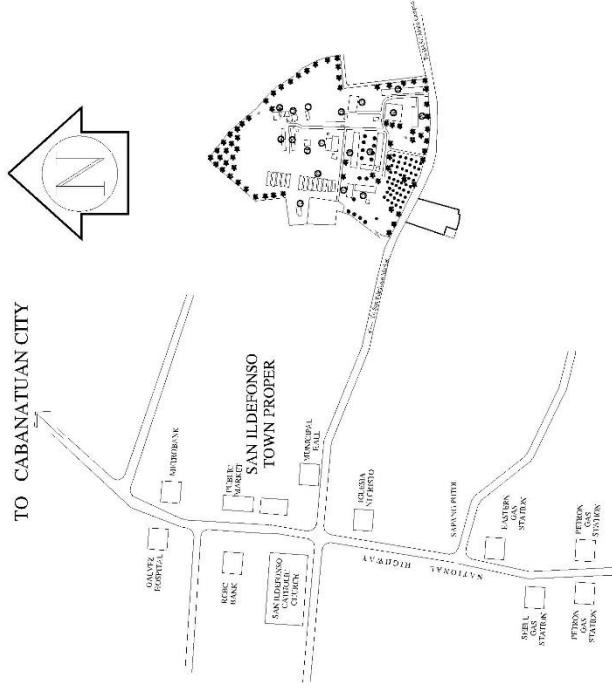 N
TO CABANATUAN CITY
METROBANK
GALVEZ
HOSPITAL
PUBLIC
MARKET
SAN ILDEFONSO
TOWN PROPER
RCBC
BANK
MUNICIPAL
HALL
SAN ILDEFONSO
CATHOLIC
CHURCH
IGLESIA
NI CRISTO
NATIONAL HIGHWAY
SAPANG PUTOL
EASTERN
GAS
STATION
SHELL
GAS
STATION
PETRON
GAS
STATION
PETRON
GAS
STATION